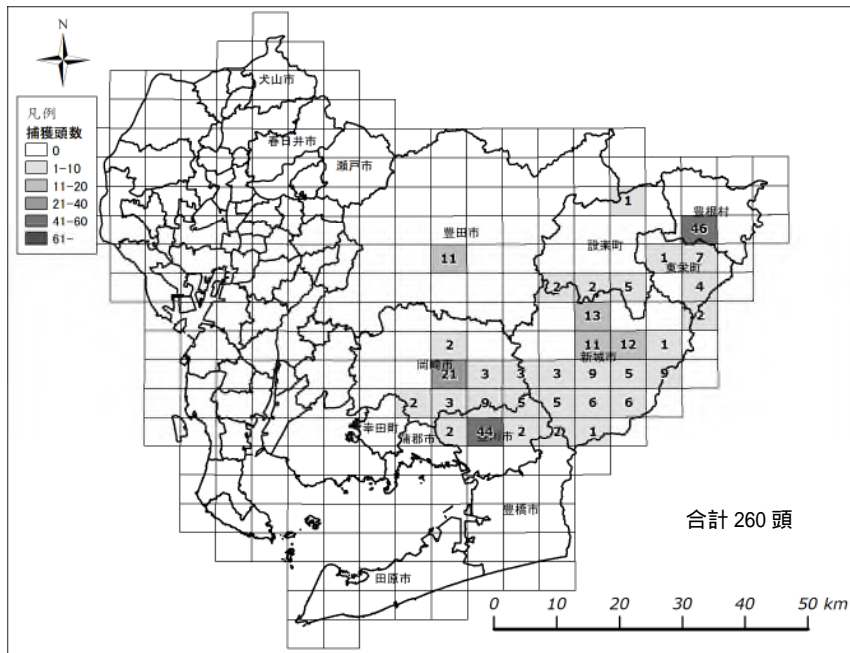 N
凡例
捕獲頭数
0
1-10
11-20
21-40
41-60
61-
犬山市
春日井市
瀬戸市
1
豊根村
46
豊田市
設楽町
11
1 7
東栄町
2 2 5 4
13 2
2 11 12 1
岡崎市 新城市
21 3 3 3 9 5 9
2 3 9 5 5 6 6
幸田町 2 44 2 2 1
蒲郡市
豊橋市
合計 260 頭
田原市
0 10 20 30 40 50 km